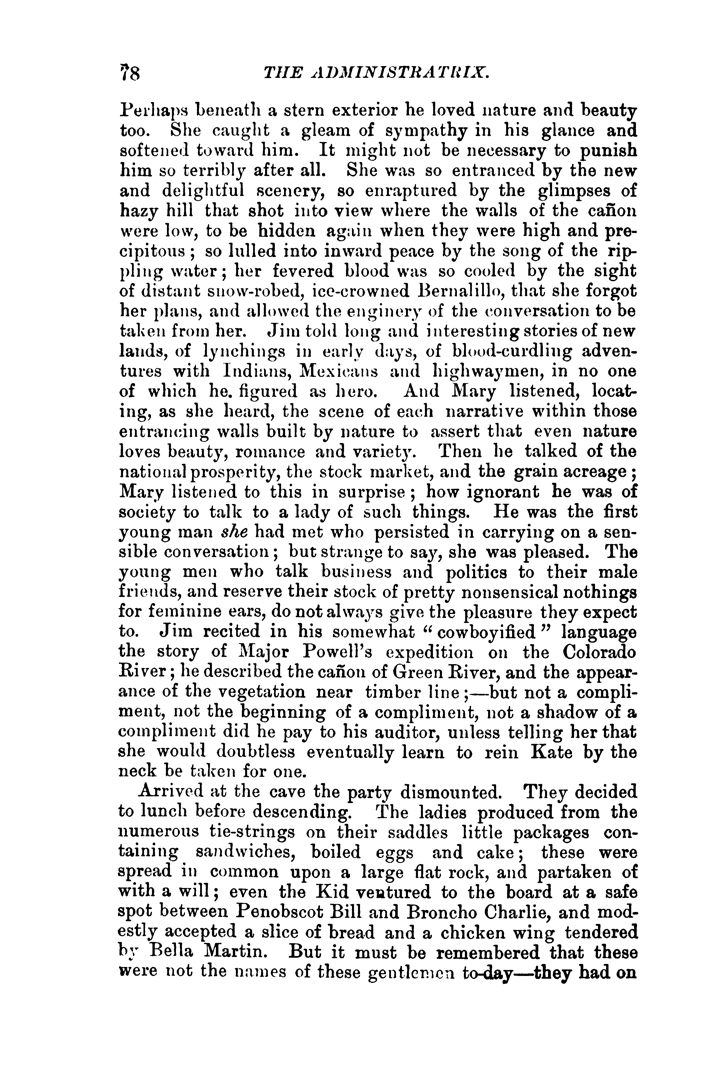 78 THE ADMINISTRATRIX.
Perhaps beneath a stern exterior he loved nature and beauty
too. She caught a gleam of sympathy in his glance and
softened toward him. It might not be necessary to punish
him so terribly after all. She was so entranced by the new
and delightful scenery, so enraptured by the glimpses of
hazy hill that shot into view where the walls of the cañon
were low, to be hidden again when they were high and pre-
cipitous ; so lulled into inward peace by the song of the rip-
pling water ; her fevered blood was so cooled by the sight
of distant snow-robed, ice-crowned Bernalillo, that she forgot
her plans, and allowed the enginery of the conversation to be
taken from her. Jim told long and interesting stories of new
lands, of lynchings in early days, of blood-curdling adven-
tures with Indians, Mexicans and highwaymen, in no one
of which he. figured as hero. And Mary listened, locat-
ing, as she heard, the scene of each narrative within those
entrancing walls built by nature to assert that even nature
loves beauty, romance and variety. Then he talked of the
national prosperity, the stock market, and the grain acreage ;
Mary listened to this in surprise ; how ignorant he was of
society to talk to a lady of such things. He was the first
young man she had met who persisted in carrying on a sen-
sible conversation ; but strange to say, she was pleased. The
young men who talk business and politics to their male
friends, and reserve their stock of pretty nonsensical nothings
for feminine ears, do not always give the pleasure they expect
to. Jim recited in his somewhat “ cowboyified ” language
the story of Major Powell’s expedition on the Colorado
River ; he described the cañon of Green River, and the appear-
ance of the vegetation near timber line ;—but not a compli-
ment, not the beginning of a compliment, not a shadow of a
compliment did he pay to his auditor, unless telling her that
she would doubtless eventually learn to rein Kate by the
neck be taken for one.
Arrived at the cave the party dismounted. They decided
to lunch before descending. The ladies produced from the
numerous tie-strings on their saddles little packages con-
taining sandwiches, boiled eggs and cake ; these were
spread in common upon a large flat rock, and partaken of
with a will ; even the Kid ventured to the board at a safe
spot between Penobscot Bill and Broncho Charlie, and mod-
estly accepted a slice of bread and a chicken wing tendered
by Bella Martin. But it must be remembered that these
were not the names of these gentlemen to-day—they had on